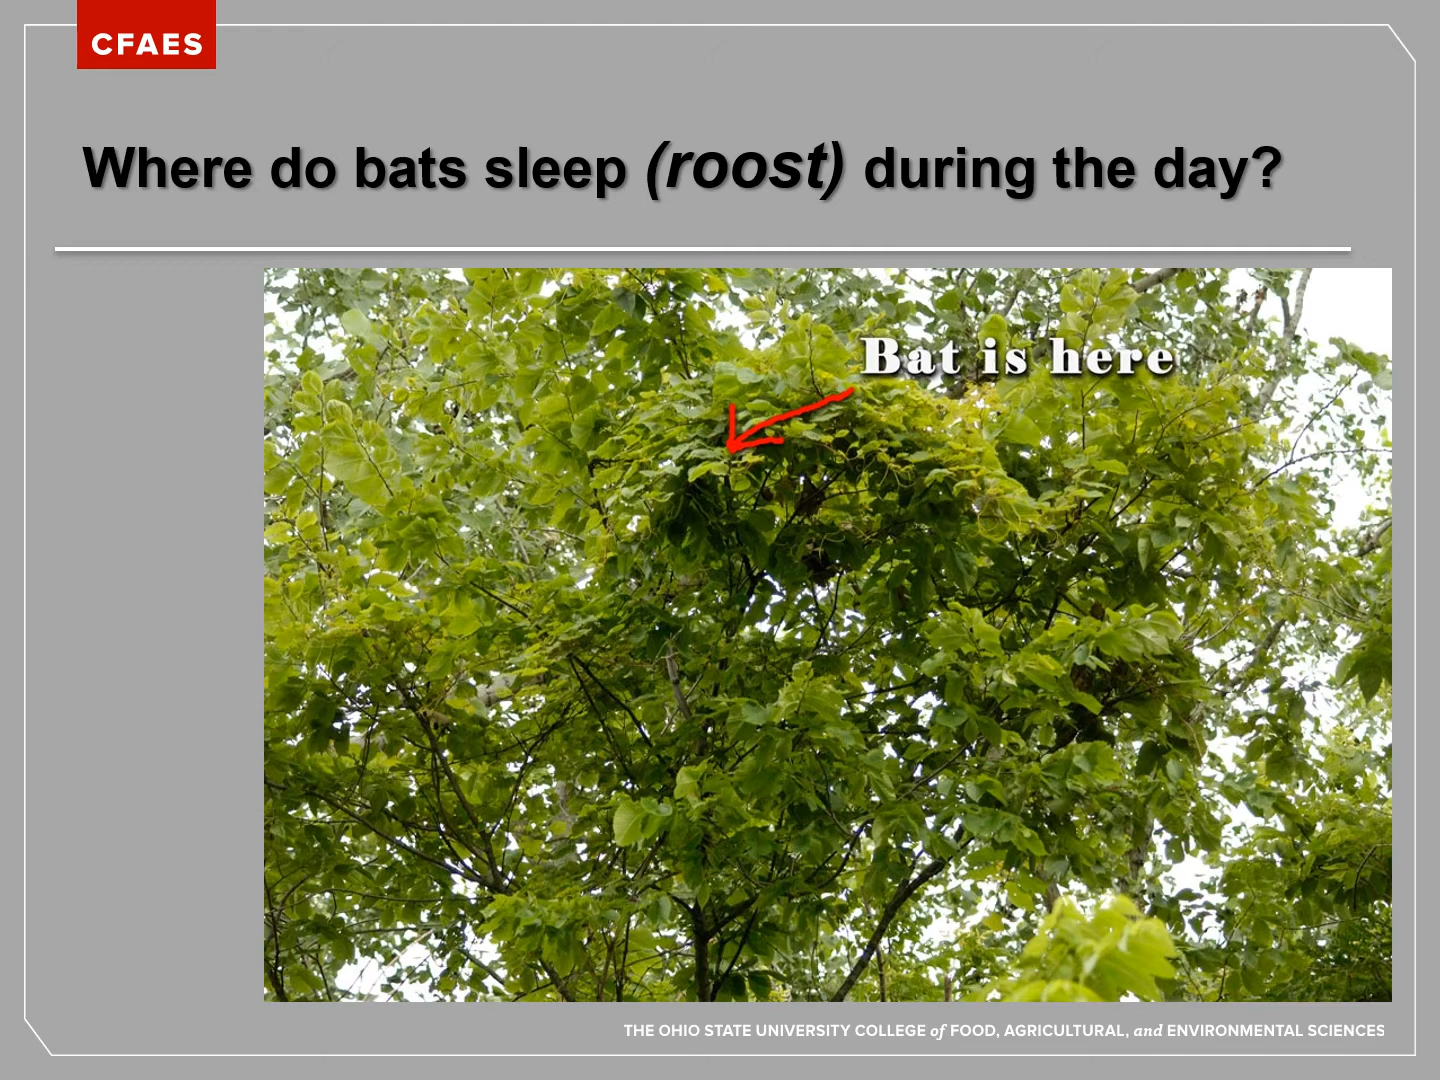 CFAES
Where do bats sleep (roost) during the day?
Bat is here
THE OHIO STATE UNIVERSITY COLLEGE of FOOD, AGRICULTURAL, and ENVIRONMENTAL SCIENCES